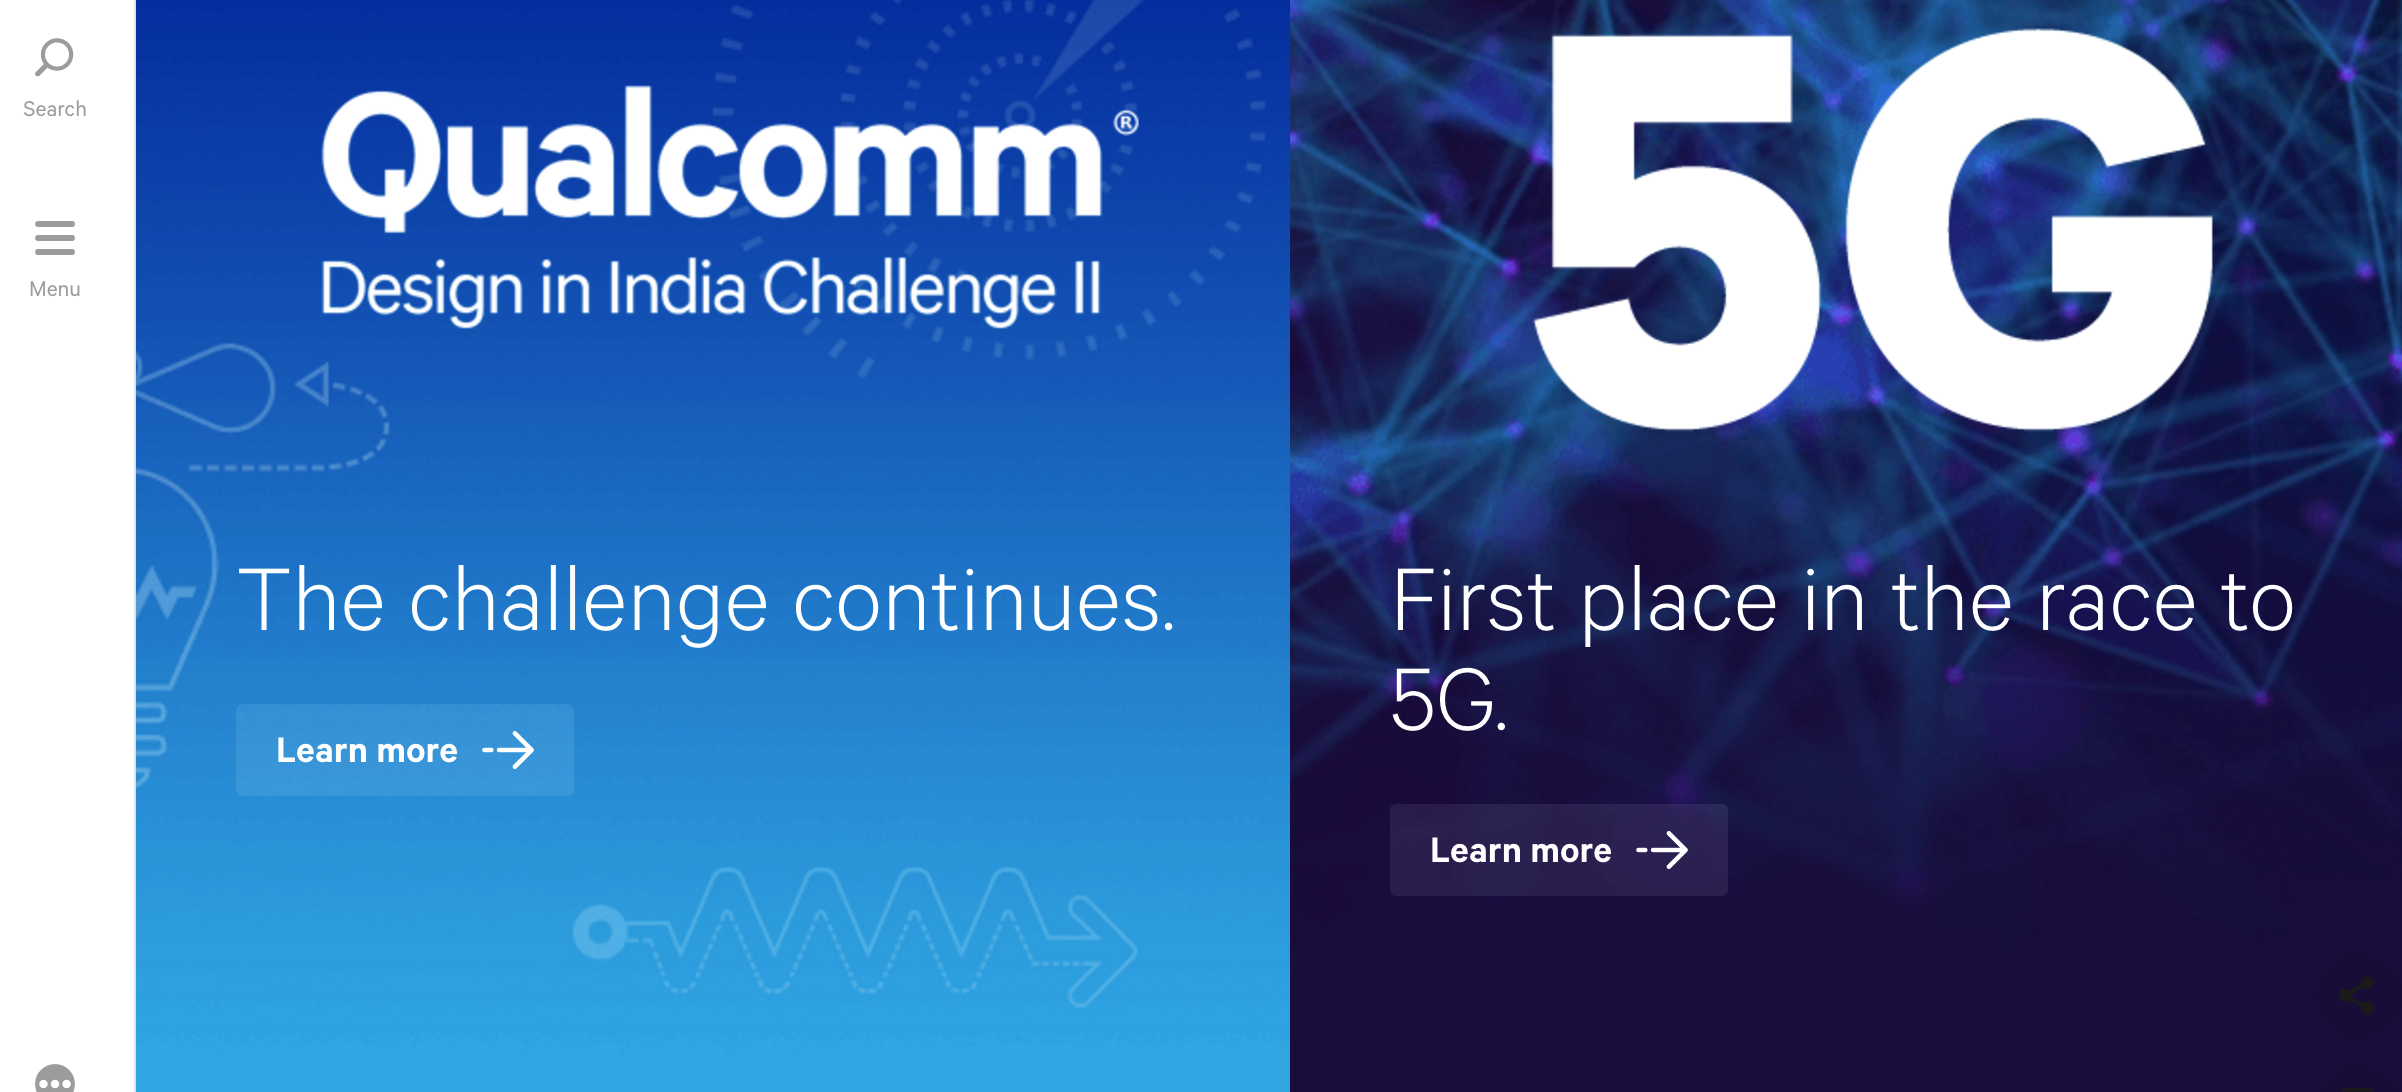 Search
Menu
Qualcomm®
Design in India Challenge II
The challenge continues.
Learn more
5G
First place in the race to
5G.
Learn more